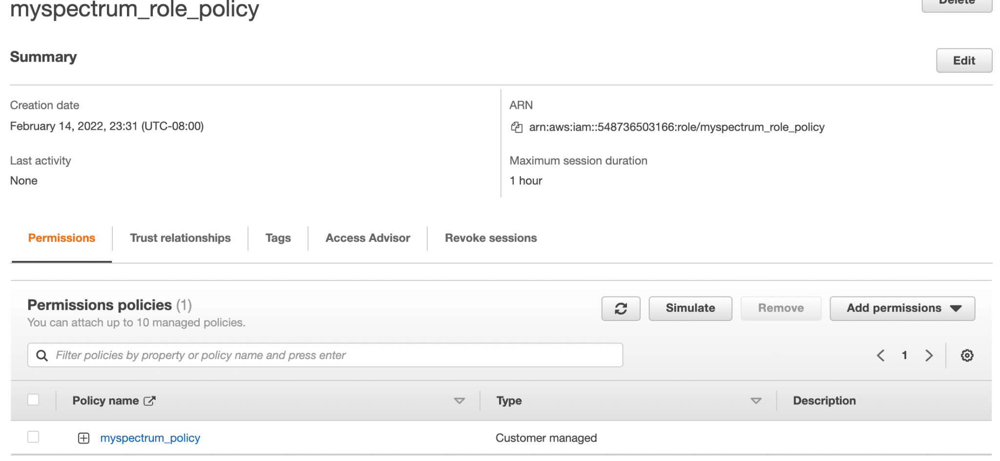 myspectrum_role_policy
Delete
Summary
Edit
Creation date
February 14, 2022, 23:31 (UTC-08:00)
ARN
arn:aws:iam::548736503166:role/myspectrum_role_policy
Last activity
None
Maximum session duration
1 hour
Permissions
Trust relationships
Tags
Access Advisor
Revoke sessions
Permissions policies (1)
You can attach up to 10 managed policies.
Simulate
Remove
Add permissions
Filter policies by property or policy name and press enter
1
Policy name
Type
Description
myspectrum_policy
Customer managed